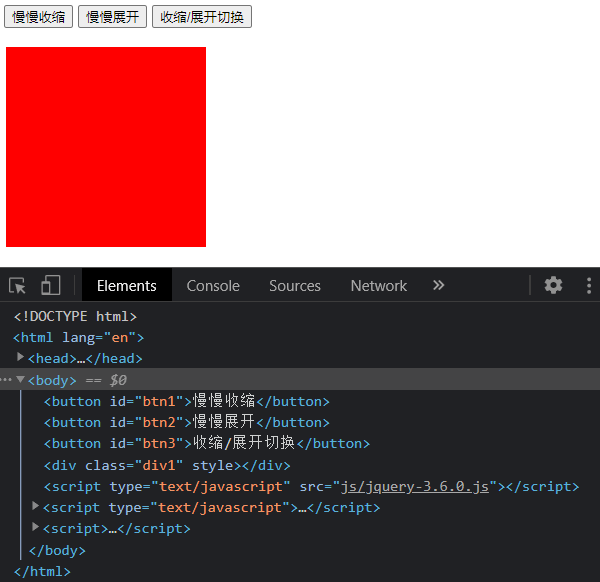 慢慢收缩 慢慢展开 收缩/展开切换
Elements Console Sources Network »
<!DOCTYPE html>
<html lang="en">
<head>…</head>
<body> == $0
<button id="btn1">慢慢收缩</button>
<button id="btn2">慢慢展开</button>
<button id="btn3">收缩/展开切换</button>
<div class="div1" style></div>
<script type="text/javascript" src="js/jquery-3.6.0.js"></script>
<script type="text/javascript">…</script>
<script>…</script>
</body>
</html>